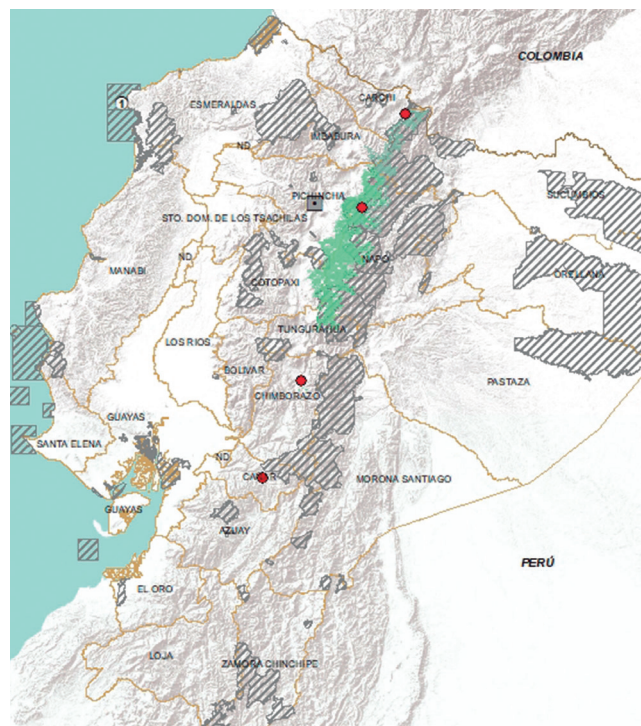 COLOMBIA
CARCHI
1
ESMERALDAS
IMBABURA
ND
PICHINCHA
SUCUMBIOS
STO. DOM. DE LOS TSACHILAS
ND
NAPO
MANABI
ORELLANA
COTOPAXI
TUNGURAHUA
LOS RIOS
BOLIVAR
PASTAZA
CHIMBORAZO
GUAYAS
SANTA ELENA
ND
CAÑAR
MORONA SANTIAGO
GUAYAS
AZUAY
PERÚ
EL ORO
LOJA
ZAMORA CHINCHIPE